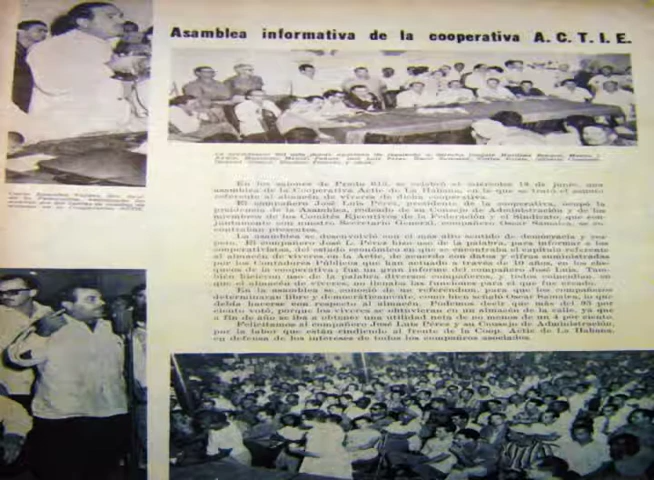 Asamblea informativa de la cooperativa A. C. T. I. E.
En los salones de Prado 615, se celebró el miércoles 18 de junio, una
asamblea de la Cooperativa Actie de La Habana, en la que se trató el asunto
referente al almacén de víveres de dicha cooperativa.
El compañero José Luis Pérez, presidente de la cooperativa, ocupó la
presidencia de la Asamblea, rodeado de su Consejo de Administración y de los
miembros de los Comités Ejecutivos de la Federación y Sindicato, que con-
juntamente con nuestro Secretario General, compañero Oscar Samalea, se en-
contraban presentes.
La asamblea se desenvolvió con el más alto sentido de democracia y res-
peto. El compañero José L. Pérez hizo uso de la palabra, para informar a los
cooperativistas, del estado económico en que se encontraba el capital referente
al almacén de víveres en la Actie, de acuerdo con datos y cifras suministradas
por los Contadores Públicos que han actuado a través de 10 años, en los che-
queos de la cooperativa; fue un gran informe del compañero José Luis. Tam-
bién hicieron uso de la palabra diversos compañeros, y todos coincidían en
que el almacén de víveres, no llenaba las funciones para el que fue creado.
En la asamblea se conoció de un referendum, para que los compañeros
determinaran libre y democráticamente, como bien señaló Oscar Samalea, lo que
debía hacerse con respecto al almacén. Podemos decir que más del 95 por
ciento votó, porque los víveres se obtuvieran en un almacén de la calle, ya que
a fin de año se iba a obtener una utilidad neta de no menos de un 4 por ciento.
Felicitamos al compañero José Luis Pérez y su Consejo de Administración,
por la labor que están rindiendo al frente de la Coop. Actie de La Habana,
en defensa de los intereses de todos los compañeros asociados.